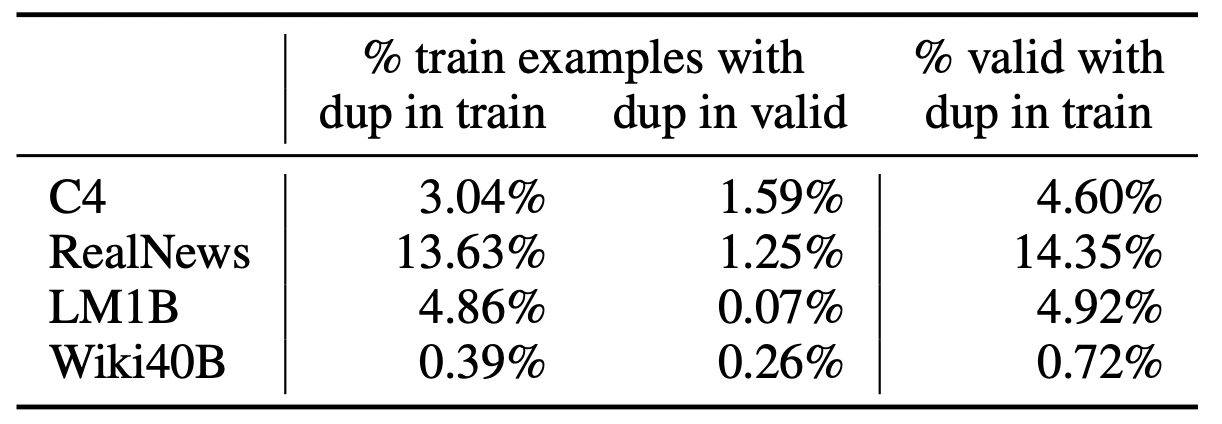 % train examples with % valid with
dup in train dup in valid dup in train
C4 3.04% 1.59% 4.60%
RealNews 13.63% 1.25% 14.35%
LM1B 4.86% 0.07% 4.92%
Wiki40B 0.39% 0.26% 0.72%